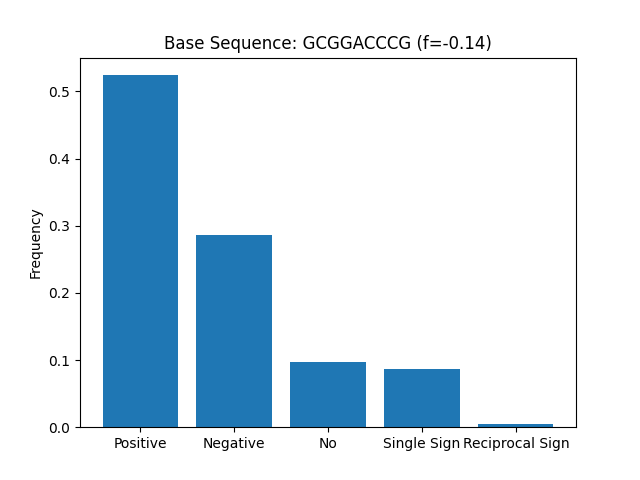 Base Sequence: GCGGACCCG (f=-0.14)
Frequency
0.5
0.4
0.3
0.2
0.1
0.0
Positive Negative No Single Sign Reciprocal Sign